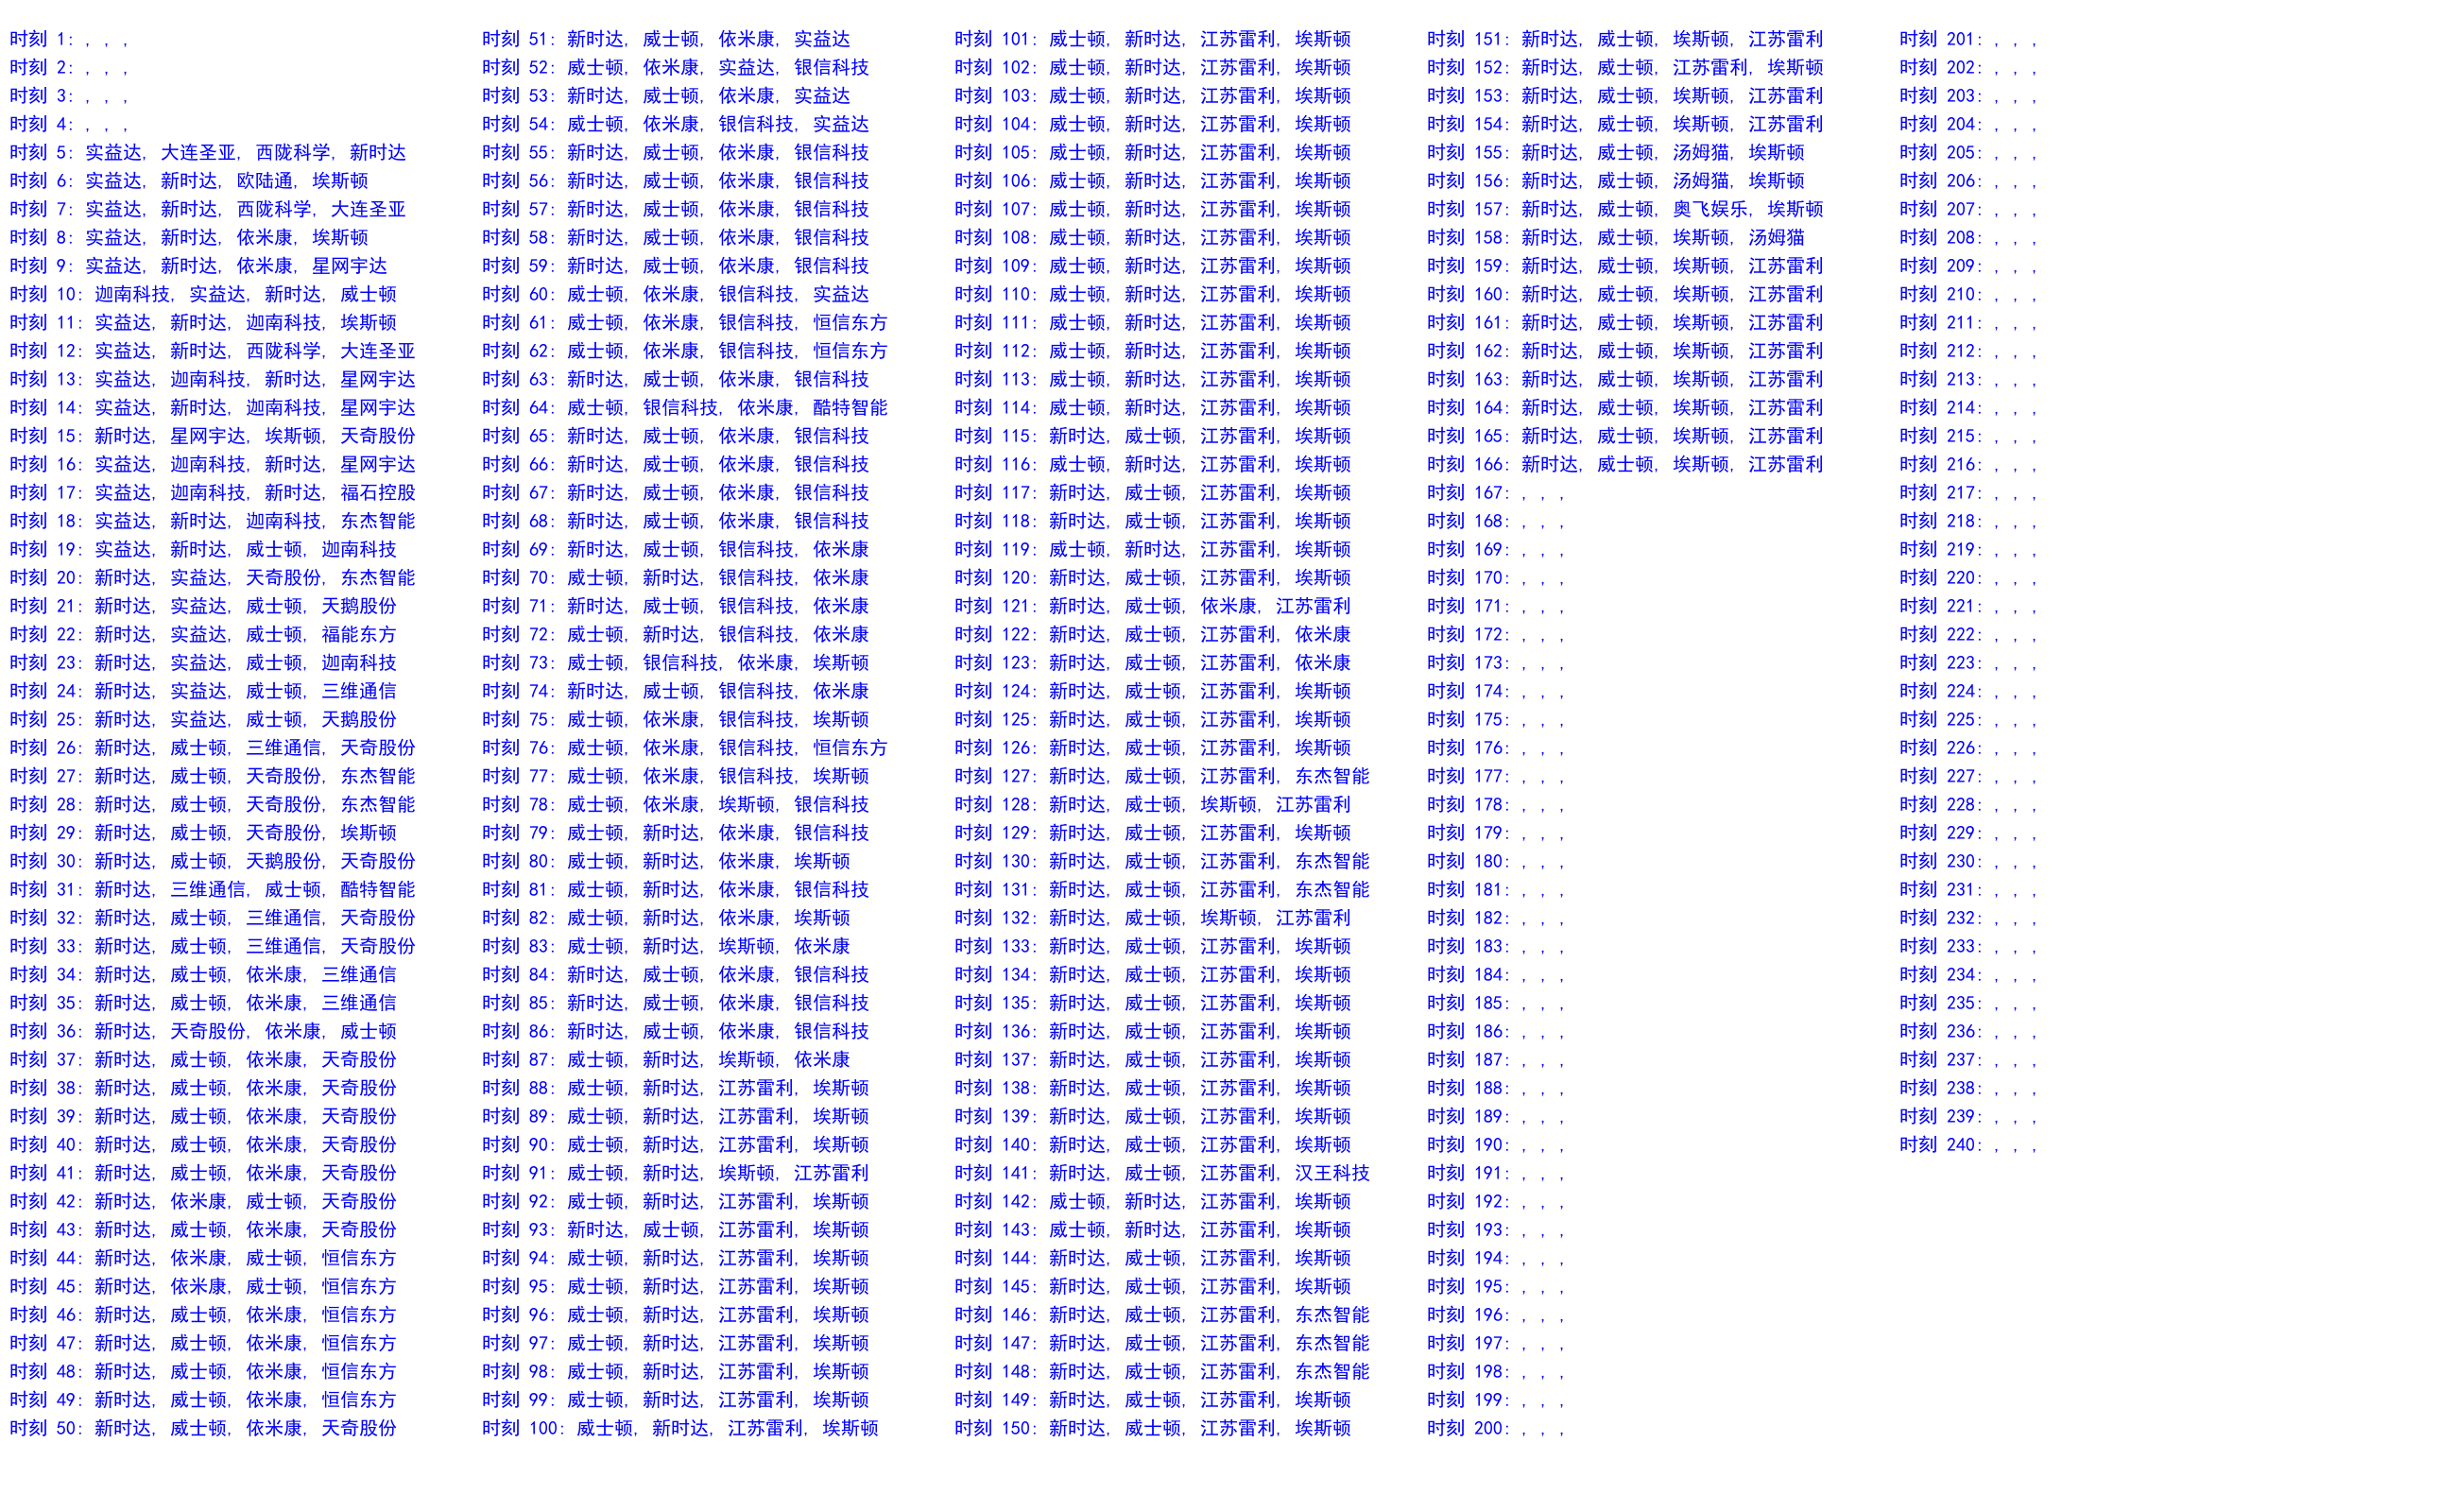 时刻 1: , , ,
时刻 2: , , ,
时刻 3: , , ,
时刻 4: , , ,
时刻 5: 实益达, 大连圣亚, 西陇科学, 新时达
时刻 6: 实益达, 新时达, 欧陆通, 埃斯顿
时刻 7: 实益达, 新时达, 西陇科学, 大连圣亚
时刻 8: 实益达, 新时达, 依米康, 埃斯顿
时刻 9: 实益达, 新时达, 依米康, 星网宇达
时刻 10: 迦南科技, 实益达, 新时达, 威士顿
时刻 11: 实益达, 新时达, 迦南科技, 埃斯顿
时刻 12: 实益达, 新时达, 西陇科学, 大连圣亚
时刻 13: 实益达, 迦南科技, 新时达, 星网宇达
时刻 14: 实益达, 新时达, 迦南科技, 星网宇达
时刻 15: 新时达, 星网宇达, 埃斯顿, 天奇股份
时刻 16: 实益达, 迦南科技, 新时达, 星网宇达
时刻 17: 实益达, 迦南科技, 新时达, 福石控股
时刻 18: 实益达, 新时达, 迦南科技, 东杰智能
时刻 19: 实益达, 新时达, 威士顿, 迦南科技
时刻 20: 新时达, 实益达, 天奇股份, 东杰智能
时刻 21: 新时达, 实益达, 威士顿, 天鹅股份
时刻 22: 新时达, 实益达, 威士顿, 福能东方
时刻 23: 新时达, 实益达, 威士顿, 迦南科技
时刻 24: 新时达, 实益达, 威士顿, 三维通信
时刻 25: 新时达, 实益达, 威士顿, 天鹅股份
时刻 26: 新时达, 威士顿, 三维通信, 天奇股份
时刻 27: 新时达, 威士顿, 天奇股份, 东杰智能
时刻 28: 新时达, 威士顿, 天奇股份, 东杰智能
时刻 29: 新时达, 威士顿, 天奇股份, 埃斯顿
时刻 30: 新时达, 威士顿, 天鹅股份, 天奇股份
时刻 31: 新时达, 三维通信, 威士顿, 酷特智能
时刻 32: 新时达, 威士顿, 三维通信, 天奇股份
时刻 33: 新时达, 威士顿, 三维通信, 天奇股份
时刻 34: 新时达, 威士顿, 依米康, 三维通信
时刻 35: 新时达, 威士顿, 依米康, 三维通信
时刻 36: 新时达, 天奇股份, 依米康, 威士顿
时刻 37: 新时达, 威士顿, 依米康, 天奇股份
时刻 38: 新时达, 威士顿, 依米康, 天奇股份
时刻 39: 新时达, 威士顿, 依米康, 天奇股份
时刻 40: 新时达, 威士顿, 依米康, 天奇股份
时刻 41: 新时达, 威士顿, 依米康, 天奇股份
时刻 42: 新时达, 依米康, 威士顿, 天奇股份
时刻 43: 新时达, 威士顿, 依米康, 天奇股份
时刻 44: 新时达, 依米康, 威士顿, 恒信东方
时刻 45: 新时达, 依米康, 威士顿, 恒信东方
时刻 46: 新时达, 威士顿, 依米康, 恒信东方
时刻 47: 新时达, 威士顿, 依米康, 恒信东方
时刻 48: 新时达, 威士顿, 依米康, 恒信东方
时刻 49: 新时达, 威士顿, 依米康, 恒信东方
时刻 50: 新时达, 威士顿, 依米康, 天奇股份
时刻 51: 新时达, 威士顿, 依米康, 实益达
时刻 52: 威士顿, 依米康, 实益达, 银信科技
时刻 53: 新时达, 威士顿, 依米康, 实益达
时刻 54: 威士顿, 依米康, 银信科技, 实益达
时刻 55: 新时达, 威士顿, 依米康, 银信科技
时刻 56: 新时达, 威士顿, 依米康, 银信科技
时刻 57: 新时达, 威士顿, 依米康, 银信科技
时刻 58: 新时达, 威士顿, 依米康, 银信科技
时刻 59: 新时达, 威士顿, 依米康, 银信科技
时刻 60: 威士顿, 依米康, 银信科技, 实益达
时刻 61: 威士顿, 依米康, 银信科技, 恒信东方
时刻 62: 威士顿, 依米康, 银信科技, 恒信东方
时刻 63: 新时达, 威士顿, 依米康, 银信科技
时刻 64: 威士顿, 银信科技, 依米康, 酷特智能
时刻 65: 新时达, 威士顿, 依米康, 银信科技
时刻 66: 新时达, 威士顿, 依米康, 银信科技
时刻 67: 新时达, 威士顿, 依米康, 银信科技
时刻 68: 新时达, 威士顿, 依米康, 银信科技
时刻 69: 新时达, 威士顿, 银信科技, 依米康
时刻 70: 威士顿, 新时达, 银信科技, 依米康
时刻 71: 新时达, 威士顿, 银信科技, 依米康
时刻 72: 威士顿, 新时达, 银信科技, 依米康
时刻 73: 威士顿, 银信科技, 依米康, 埃斯顿
时刻 74: 新时达, 威士顿, 银信科技, 依米康
时刻 75: 威士顿, 依米康, 银信科技, 埃斯顿
时刻 76: 威士顿, 依米康, 银信科技, 恒信东方
时刻 77: 威士顿, 依米康, 银信科技, 埃斯顿
时刻 78: 威士顿, 依米康, 埃斯顿, 银信科技
时刻 79: 威士顿, 新时达, 依米康, 银信科技
时刻 80: 威士顿, 新时达, 依米康, 埃斯顿
时刻 81: 威士顿, 新时达, 依米康, 银信科技
时刻 82: 威士顿, 新时达, 依米康, 埃斯顿
时刻 83: 威士顿, 新时达, 埃斯顿, 依米康
时刻 84: 新时达, 威士顿, 依米康, 银信科技
时刻 85: 新时达, 威士顿, 依米康, 银信科技
时刻 86: 新时达, 威士顿, 依米康, 银信科技
时刻 87: 威士顿, 新时达, 埃斯顿, 依米康
时刻 88: 威士顿, 新时达, 江苏雷利, 埃斯顿
时刻 89: 威士顿, 新时达, 江苏雷利, 埃斯顿
时刻 90: 威士顿, 新时达, 江苏雷利, 埃斯顿
时刻 91: 威士顿, 新时达, 埃斯顿, 江苏雷利
时刻 92: 威士顿, 新时达, 江苏雷利, 埃斯顿
时刻 93: 新时达, 威士顿, 江苏雷利, 埃斯顿
时刻 94: 威士顿, 新时达, 江苏雷利, 埃斯顿
时刻 95: 威士顿, 新时达, 江苏雷利, 埃斯顿
时刻 96: 威士顿, 新时达, 江苏雷利, 埃斯顿
时刻 97: 威士顿, 新时达, 江苏雷利, 埃斯顿
时刻 98: 威士顿, 新时达, 江苏雷利, 埃斯顿
时刻 99: 威士顿, 新时达, 江苏雷利, 埃斯顿
时刻 100: 威士顿, 新时达, 江苏雷利, 埃斯顿
时刻 101: 威士顿, 新时达, 江苏雷利, 埃斯顿
时刻 102: 威士顿, 新时达, 江苏雷利, 埃斯顿
时刻 103: 威士顿, 新时达, 江苏雷利, 埃斯顿
时刻 104: 威士顿, 新时达, 江苏雷利, 埃斯顿
时刻 105: 威士顿, 新时达, 江苏雷利, 埃斯顿
时刻 106: 威士顿, 新时达, 江苏雷利, 埃斯顿
时刻 107: 威士顿, 新时达, 江苏雷利, 埃斯顿
时刻 108: 威士顿, 新时达, 江苏雷利, 埃斯顿
时刻 109: 威士顿, 新时达, 江苏雷利, 埃斯顿
时刻 110: 威士顿, 新时达, 江苏雷利, 埃斯顿
时刻 111: 威士顿, 新时达, 江苏雷利, 埃斯顿
时刻 112: 威士顿, 新时达, 江苏雷利, 埃斯顿
时刻 113: 威士顿, 新时达, 江苏雷利, 埃斯顿
时刻 114: 威士顿, 新时达, 江苏雷利, 埃斯顿
时刻 115: 新时达, 威士顿, 江苏雷利, 埃斯顿
时刻 116: 威士顿, 新时达, 江苏雷利, 埃斯顿
时刻 117: 新时达, 威士顿, 江苏雷利, 埃斯顿
时刻 118: 新时达, 威士顿, 江苏雷利, 埃斯顿
时刻 119: 威士顿, 新时达, 江苏雷利, 埃斯顿
时刻 120: 新时达, 威士顿, 江苏雷利, 埃斯顿
时刻 121: 新时达, 威士顿, 依米康, 江苏雷利
时刻 122: 新时达, 威士顿, 江苏雷利, 依米康
时刻 123: 新时达, 威士顿, 江苏雷利, 依米康
时刻 124: 新时达, 威士顿, 江苏雷利, 埃斯顿
时刻 125: 新时达, 威士顿, 江苏雷利, 埃斯顿
时刻 126: 新时达, 威士顿, 江苏雷利, 埃斯顿
时刻 127: 新时达, 威士顿, 江苏雷利, 东杰智能
时刻 128: 新时达, 威士顿, 埃斯顿, 江苏雷利
时刻 129: 新时达, 威士顿, 江苏雷利, 埃斯顿
时刻 130: 新时达, 威士顿, 江苏雷利, 东杰智能
时刻 131: 新时达, 威士顿, 江苏雷利, 东杰智能
时刻 132: 新时达, 威士顿, 埃斯顿, 江苏雷利
时刻 133: 新时达, 威士顿, 江苏雷利, 埃斯顿
时刻 134: 新时达, 威士顿, 江苏雷利, 埃斯顿
时刻 135: 新时达, 威士顿, 江苏雷利, 埃斯顿
时刻 136: 新时达, 威士顿, 江苏雷利, 埃斯顿
时刻 137: 新时达, 威士顿, 江苏雷利, 埃斯顿
时刻 138: 新时达, 威士顿, 江苏雷利, 埃斯顿
时刻 139: 新时达, 威士顿, 江苏雷利, 埃斯顿
时刻 140: 新时达, 威士顿, 江苏雷利, 埃斯顿
时刻 141: 新时达, 威士顿, 江苏雷利, 汉王科技
时刻 142: 威士顿, 新时达, 江苏雷利, 埃斯顿
时刻 143: 威士顿, 新时达, 江苏雷利, 埃斯顿
时刻 144: 新时达, 威士顿, 江苏雷利, 埃斯顿
时刻 145: 新时达, 威士顿, 江苏雷利, 埃斯顿
时刻 146: 新时达, 威士顿, 江苏雷利, 东杰智能
时刻 147: 新时达, 威士顿, 江苏雷利, 东杰智能
时刻 148: 新时达, 威士顿, 江苏雷利, 东杰智能
时刻 149: 新时达, 威士顿, 江苏雷利, 埃斯顿
时刻 150: 新时达, 威士顿, 江苏雷利, 埃斯顿
时刻 151: 新时达, 威士顿, 埃斯顿, 江苏雷利
时刻 152: 新时达, 威士顿, 江苏雷利, 埃斯顿
时刻 153: 新时达, 威士顿, 埃斯顿, 江苏雷利
时刻 154: 新时达, 威士顿, 埃斯顿, 江苏雷利
时刻 155: 新时达, 威士顿, 汤姆猫, 埃斯顿
时刻 156: 新时达, 威士顿, 汤姆猫, 埃斯顿
时刻 157: 新时达, 威士顿, 奥飞娱乐, 埃斯顿
时刻 158: 新时达, 威士顿, 埃斯顿, 汤姆猫
时刻 159: 新时达, 威士顿, 埃斯顿, 江苏雷利
时刻 160: 新时达, 威士顿, 埃斯顿, 江苏雷利
时刻 161: 新时达, 威士顿, 埃斯顿, 江苏雷利
时刻 162: 新时达, 威士顿, 埃斯顿, 江苏雷利
时刻 163: 新时达, 威士顿, 埃斯顿, 江苏雷利
时刻 164: 新时达, 威士顿, 埃斯顿, 江苏雷利
时刻 165: 新时达, 威士顿, 埃斯顿, 江苏雷利
时刻 166: 新时达, 威士顿, 埃斯顿, 江苏雷利
时刻 167: , , ,
时刻 168: , , ,
时刻 169: , , ,
时刻 170: , , ,
时刻 171: , , ,
时刻 172: , , ,
时刻 173: , , ,
时刻 174: , , ,
时刻 175: , , ,
时刻 176: , , ,
时刻 177: , , ,
时刻 178: , , ,
时刻 179: , , ,
时刻 180: , , ,
时刻 181: , , ,
时刻 182: , , ,
时刻 183: , , ,
时刻 184: , , ,
时刻 185: , , ,
时刻 186: , , ,
时刻 187: , , ,
时刻 188: , , ,
时刻 189: , , ,
时刻 190: , , ,
时刻 191: , , ,
时刻 192: , , ,
时刻 193: , , ,
时刻 194: , , ,
时刻 195: , , ,
时刻 196: , , ,
时刻 197: , , ,
时刻 198: , , ,
时刻 199: , , ,
时刻 200: , , ,
时刻 201: , , ,
时刻 202: , , ,
时刻 203: , , ,
时刻 204: , , ,
时刻 205: , , ,
时刻 206: , , ,
时刻 207: , , ,
时刻 208: , , ,
时刻 209: , , ,
时刻 210: , , ,
时刻 211: , , ,
时刻 212: , , ,
时刻 213: , , ,
时刻 214: , , ,
时刻 215: , , ,
时刻 216: , , ,
时刻 217: , , ,
时刻 218: , , ,
时刻 219: , , ,
时刻 220: , , ,
时刻 221: , , ,
时刻 222: , , ,
时刻 223: , , ,
时刻 224: , , ,
时刻 225: , , ,
时刻 226: , , ,
时刻 227: , , ,
时刻 228: , , ,
时刻 229: , , ,
时刻 230: , , ,
时刻 231: , , ,
时刻 232: , , ,
时刻 233: , , ,
时刻 234: , , ,
时刻 235: , , ,
时刻 236: , , ,
时刻 237: , , ,
时刻 238: , , ,
时刻 239: , , ,
时刻 240: , , ,